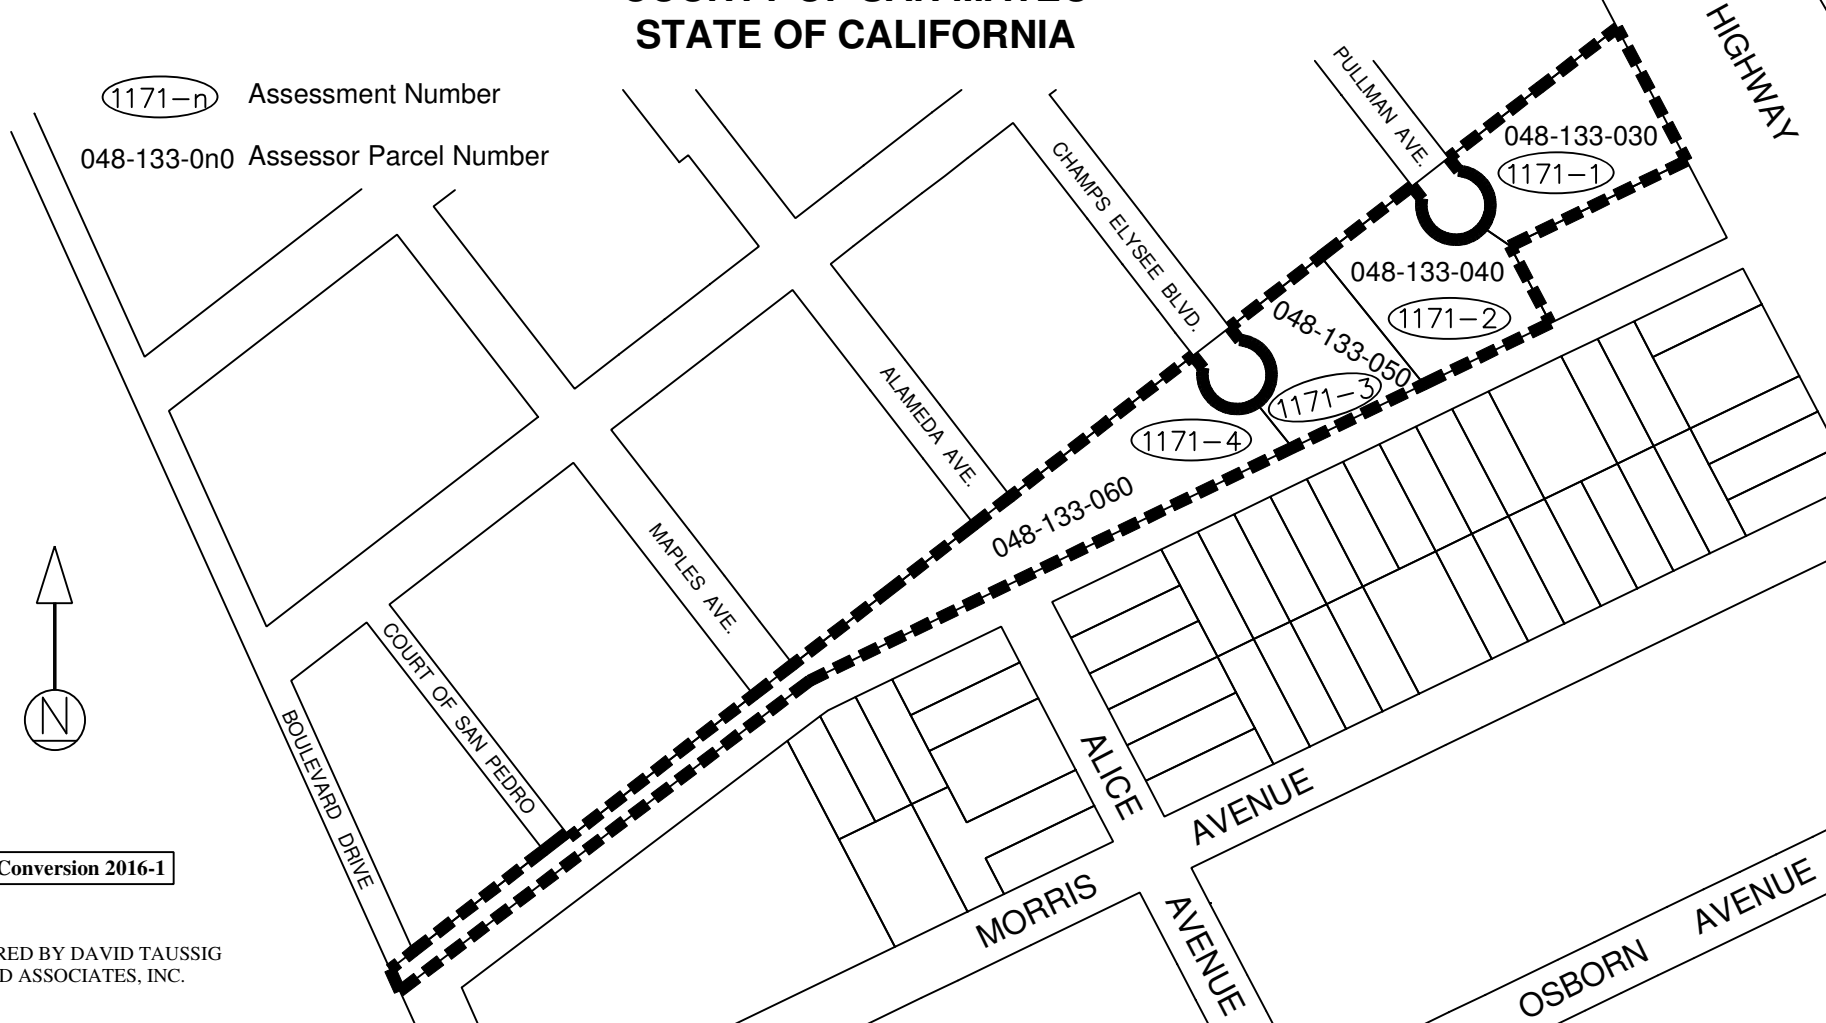 STATE OF CALIFORNIA
1171-n Assessment Number
048-133-0n0 Assessor Parcel Number
HIGHWAY
PULLMAN AVE.
048-133-030
1171-1
CHAMPS ELYSEE BLVD.
048-133-040
1171-2
048-133-050
1171-3
1171-4
048-133-060
ALAMEDA AVE.
MAPLES AVE.
COURT OF SAN PEDRO
BOULEVARD DRIVE
N
ALICE
AVENUE
AVENUE
MORRIS
OSBORN AVENUE
Conversion 2016-1
RED BY DAVID TAUSSIG
D ASSOCIATES, INC.